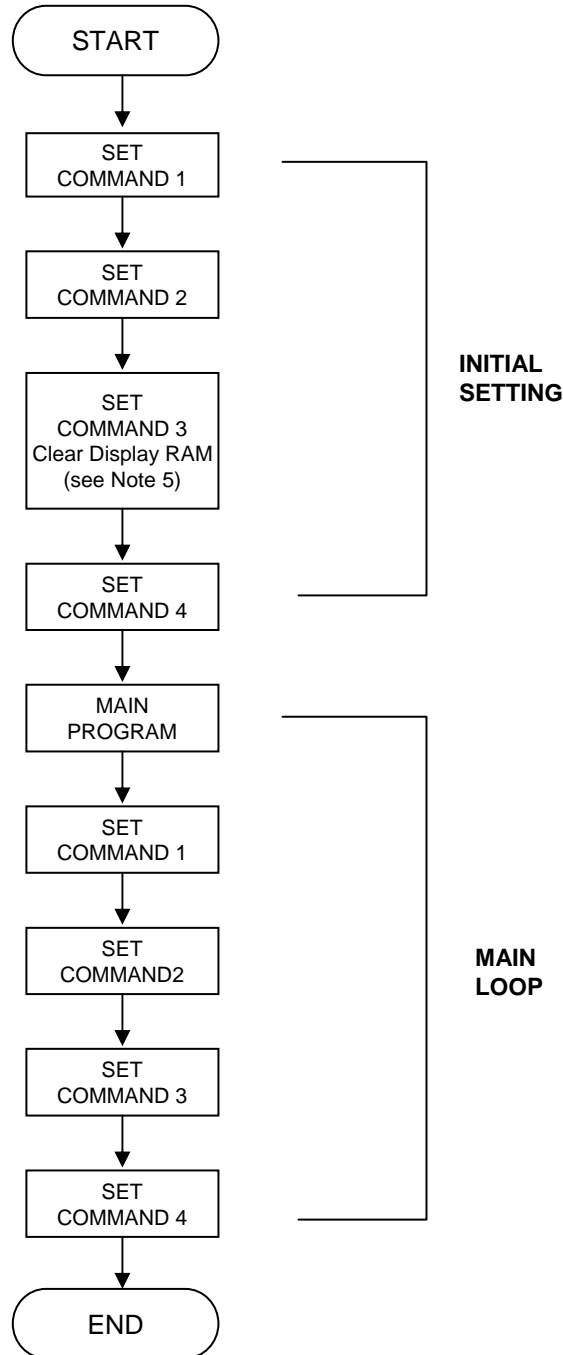 START
SET
COMMAND 1
SET
COMMAND 2
SET
COMMAND 3
Clear Display RAM
(see Note 5)
SET
COMMAND 4
INITIAL
SETTING
MAIN
PROGRAM
SET
COMMAND 1
SET
COMMAND2
SET
COMMAND 3
SET
COMMAND 4
MAIN
LOOP
END